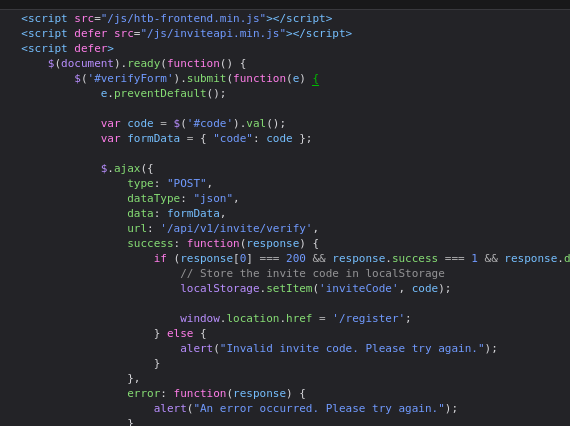 <script src="/js/htb-frontend.min.js"></script>
<script defer src="/js/inviteapi.min.js"></script>
<script defer>
    $(document).ready(function() {
        $('#verifyForm').submit(function(e) {
            e.preventDefault();

            var code = $('#code').val();
            var formData = { "code": code };

            $.ajax({
                type: "POST",
                dataType: "json",
                data: formData,
                url: '/api/v1/invite/verify',
                success: function(response) {
                    if (response[0] === 200 && response.success === 1 && response.d
                        // Store the invite code in localStorage
                        localStorage.setItem('inviteCode', code);

                        window.location.href = '/register';
                    } else {
                        alert("Invalid invite code. Please try again.");
                    }
                },
                error: function(response) {
                    alert("An error occurred. Please try again.");
                }